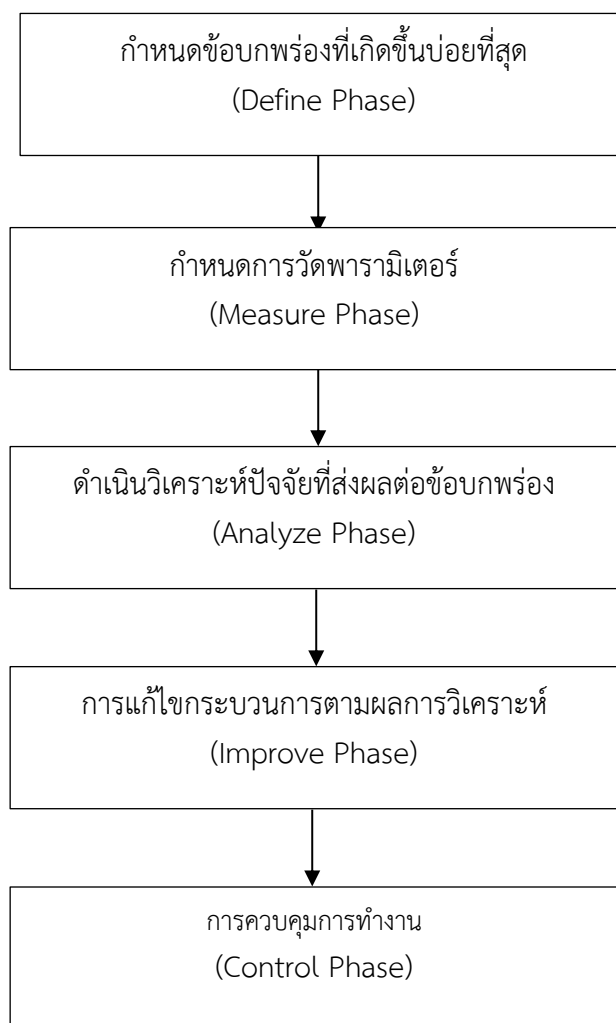 กำหนดข้อบกพร่องที่เกิดขึ้นบ่อยที่สุด
(Define Phase)
กำหนดการวัดพารามิเตอร์
(Measure Phase)
ดำเนินวิเคราะห์ปัจจัยที่ส่งผลต่อข้อบกพร่อง
(Analyze Phase)
การแก้ไขกระบวนการตามผลการวิเคราะห์
(Improve Phase)
การควบคุมการทำงาน
(Control Phase)